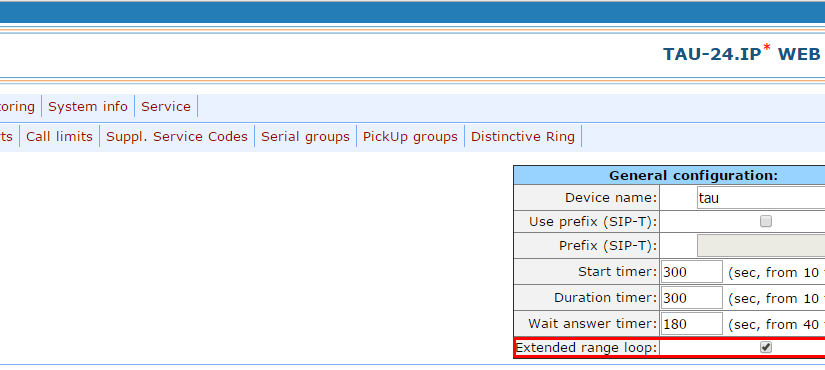 TAU-24.IP* WEB
oring System info Service
ts Call limits Suppl. Service Codes Serial groups PickUp groups Distinctive Ring
General configuration:
Device name: tau
Use prefix (SIP-T):
Prefix (SIP-T):
Start timer: 300 (sec, from 10
Duration timer: 300 (sec, from 10
Wait answer timer: 180 (sec, from 40
Extended range loop: